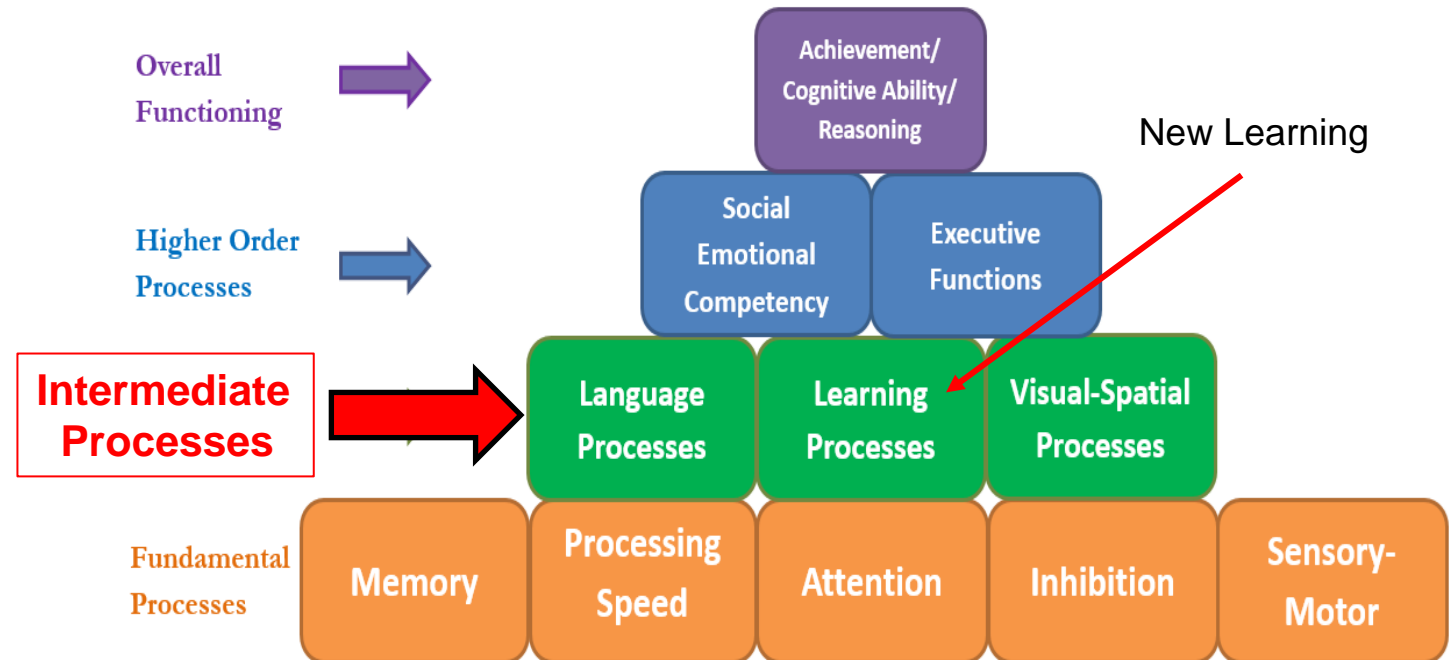 Overall
Functioning
Achievement/
Cognitive Ability/
Reasoning
New Learning
Higher Order
Processes
Social
Emotional
Competency
Executive
Functions
Intermediate
Processes
Language
Processes
Learning
Processes
Visual-Spatial
Processes
Fundamental
Processes
Memory
Processing
Speed
Attention
Inhibition
Sensory-
Motor